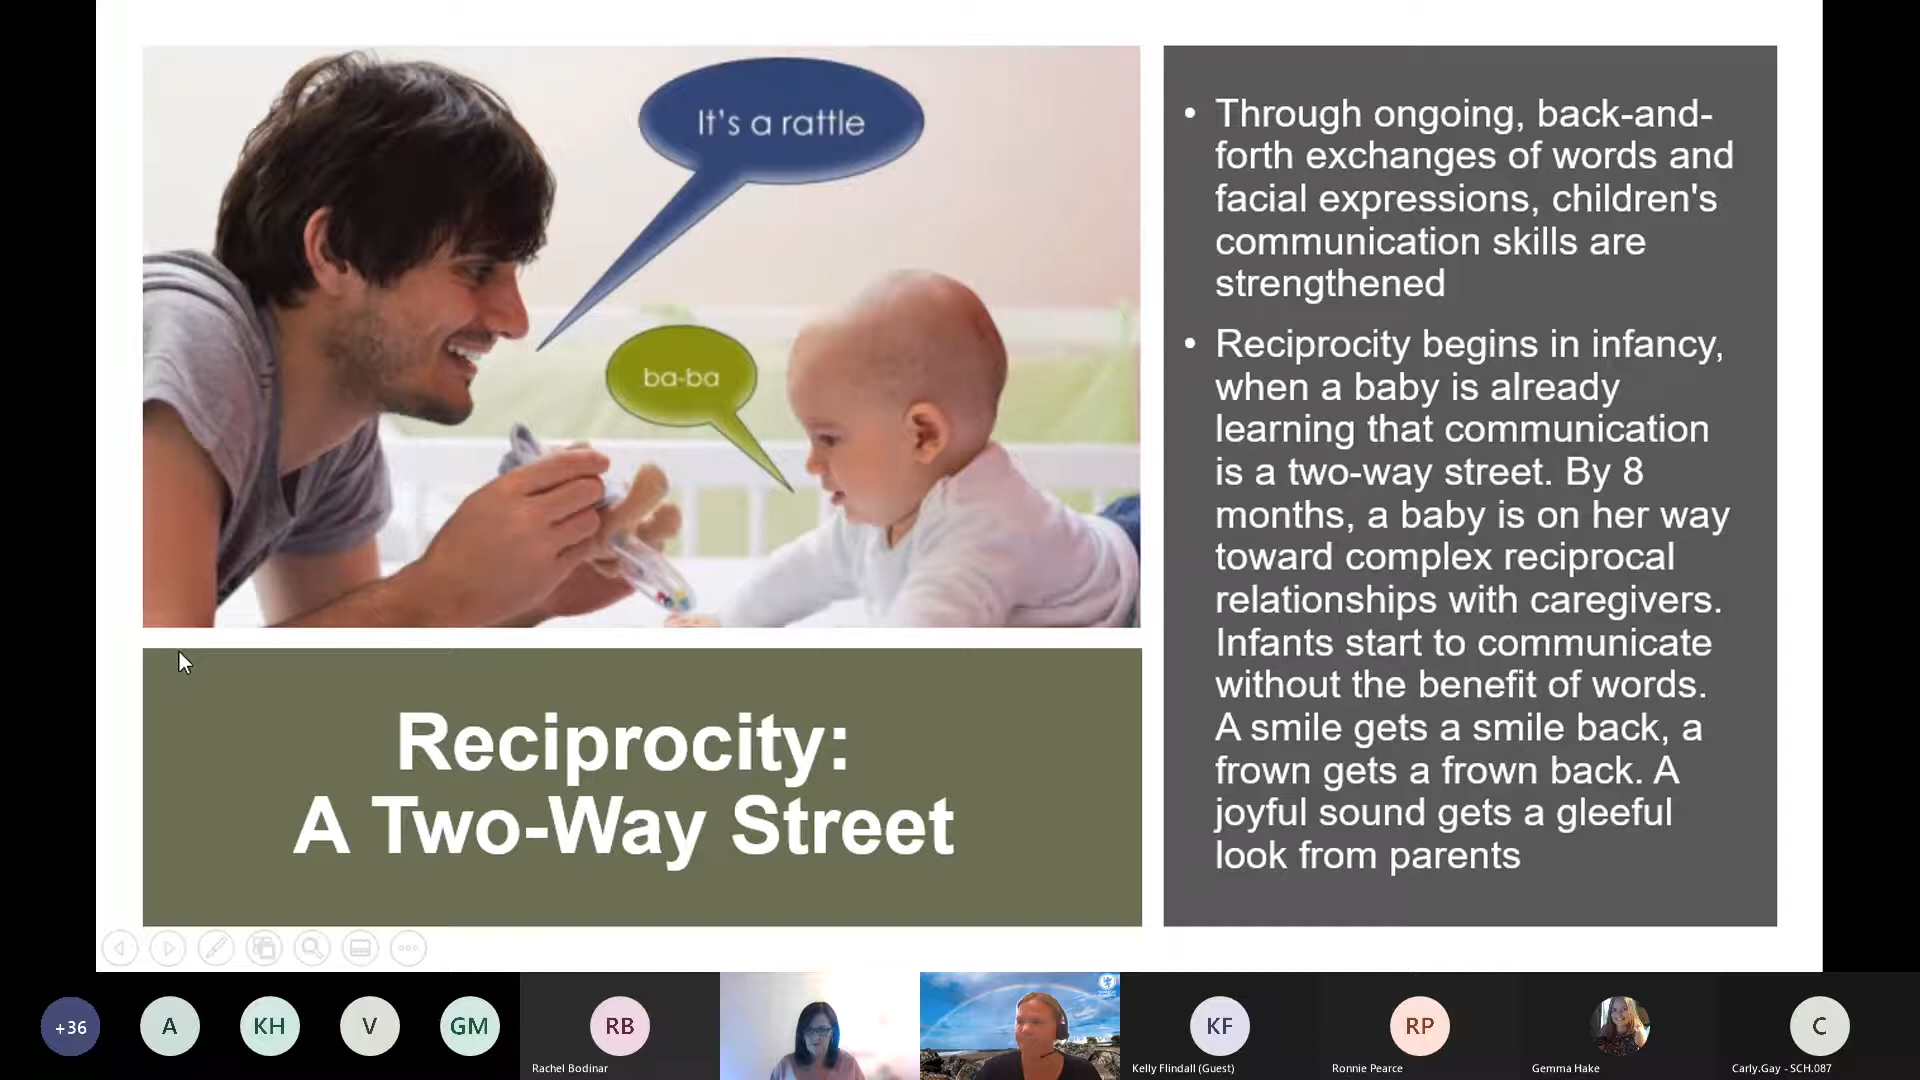 It's a rattle
ba-ba
Reciprocity:
A Two-Way Street
• Through ongoing, back-and-
forth exchanges of words and
facial expressions, children's
communication skills are
strengthened
• Reciprocity begins in infancy,
when a baby is already
learning that communication
is a two-way street. By 8
months, a baby is on her way
toward complex reciprocal
relationships with caregivers.
Infants start to communicate
without the benefit of words.
A smile gets a smile back, a
frown gets a frown back. A
joyful sound gets a gleeful
look from parents
+36
A
KH
V
GM
RB
Rachel Bodinar
KF
Kelly Flindall (Guest)
RP
Ronnie Pearce
Gemma Hake
C
Carly.Gay - SCH.087